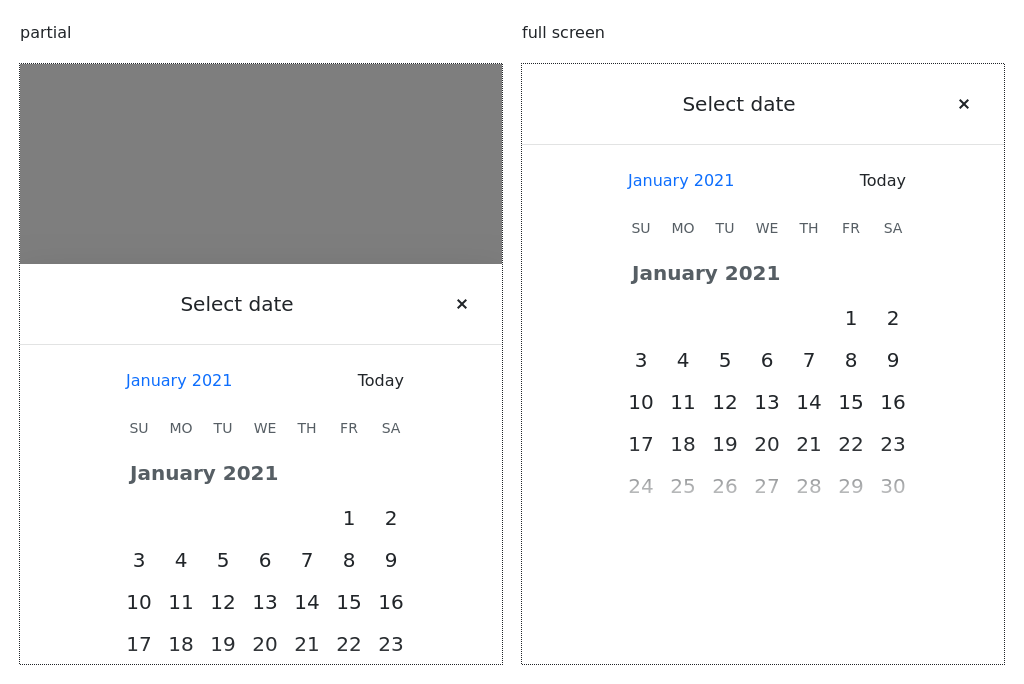 partial
Select date ×
January 2021 Today
SU MO TU WE TH FR SA
January 2021
1 2
3 4 5 6 7 8 9
10 11 12 13 14 15 16
17 18 19 20 21 22 23
full screen
Select date ×
January 2021 Today
SU MO TU WE TH FR SA
January 2021
1 2
3 4 5 6 7 8 9
10 11 12 13 14 15 16
17 18 19 20 21 22 23
24 25 26 27 28 29 30